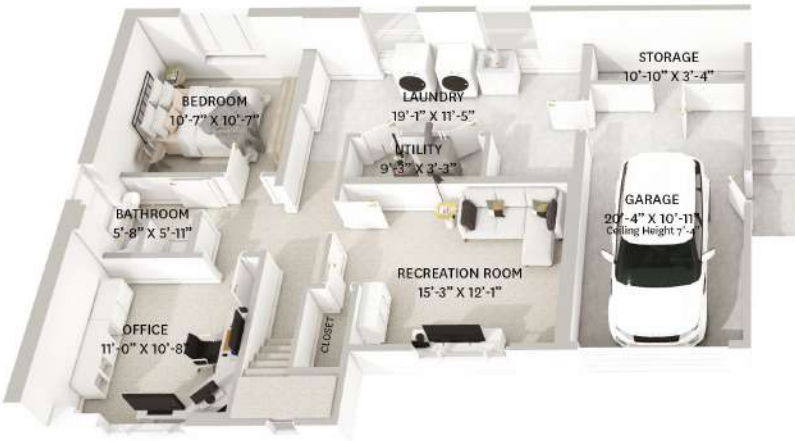 STORAGE
10'-10" X 3'-4"
BEDROOM
10'-7" X 10'-7"
LAUNDRY
19'-1" X 11'-5"
UTILITY
9'-3" X 3'-3"
BATHROOM
5'-8" X 5'-11"
GARAGE
20'-4" X 10'-11"
Ceiling Height 7'-4"
RECREATION ROOM
15'-3" X 12'-1"
OFFICE
11'-0" X 10'-8"
CLOSET